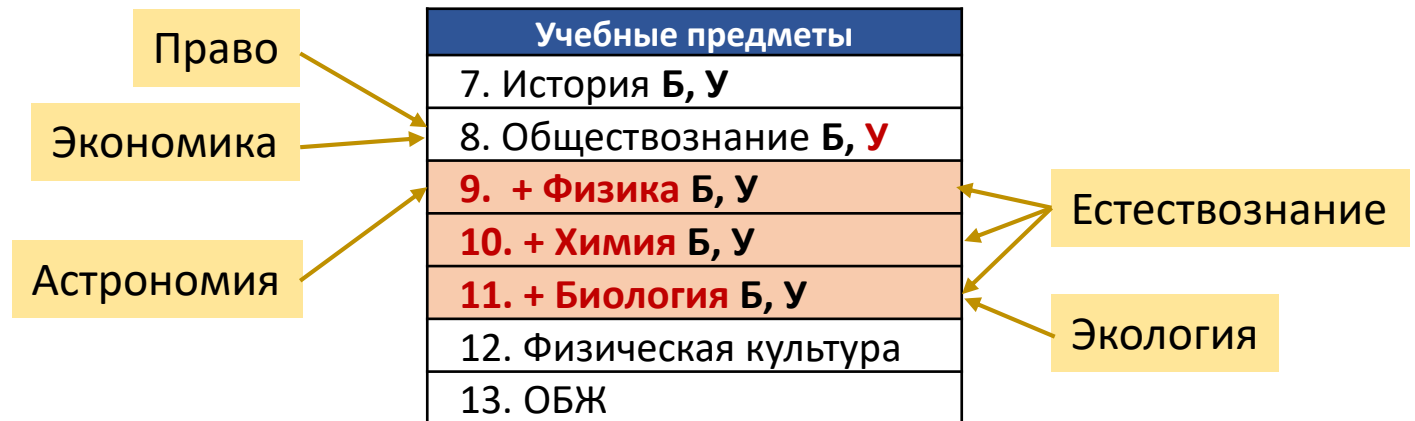 Право
Экономика
Астрономия
Учебные предметы
7. История Б, У
8. Обществознание Б, У
9. + Физика Б, У
10. + Химия Б, У
11. + Биология Б, У
12. Физическая культура
13. ОБЖ
Естествознание
Экология